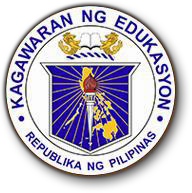 KAGAWARAN NG EDUKASYON
REPUBLIKA NG PILIPINAS